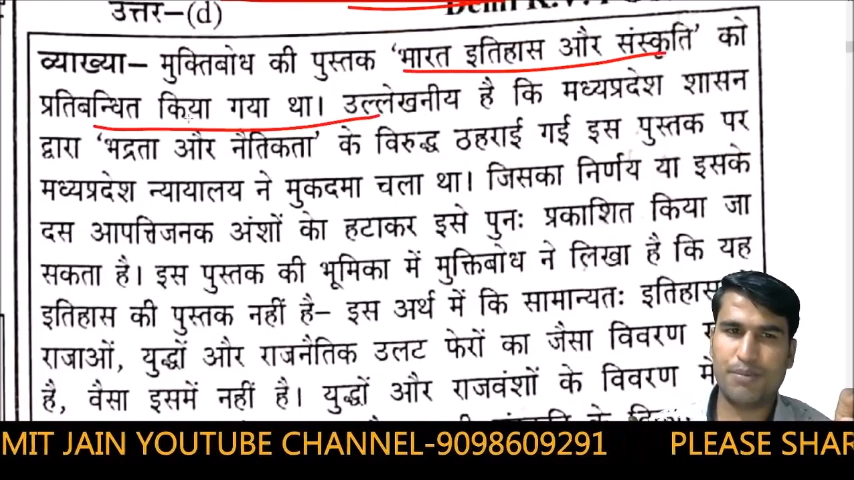 उत्तर–(d)
व्याख्या– मुक्तिबोध की पुस्तक ‘भारत इतिहास और संस्कृति’ को
प्रतिबन्धित किया गया था। उल्लेखनीय है कि मध्यप्रदेश शासन
द्वारा ‘भद्रता और नैतिकता’ के विरुद्ध ठहराई गई इस पुस्तक पर
मध्यप्रदेश न्यायालय ने मुकदमा चला था। जिसका निर्णय या इसके
दस आपत्तिजनक अंशों केा हटाकर इसे पुनः प्रकाशित किया जा
सकता है। इस पुस्तक की भूमिका में मुक्तिबोध ने लिखा है कि यह
इतिहास की पुस्तक नहीं है– इस अर्थ में कि सामान्यतः इतिहास
राजाओं, युद्धों और राजनैतिक उलट फेरों का जैसा विवरण
है, वैसा इसमें नहीं है। युद्धों और राजवंशों के विवरण में
MIT JAIN YOUTUBE CHANNEL-9098609291 PLEASE SHAR